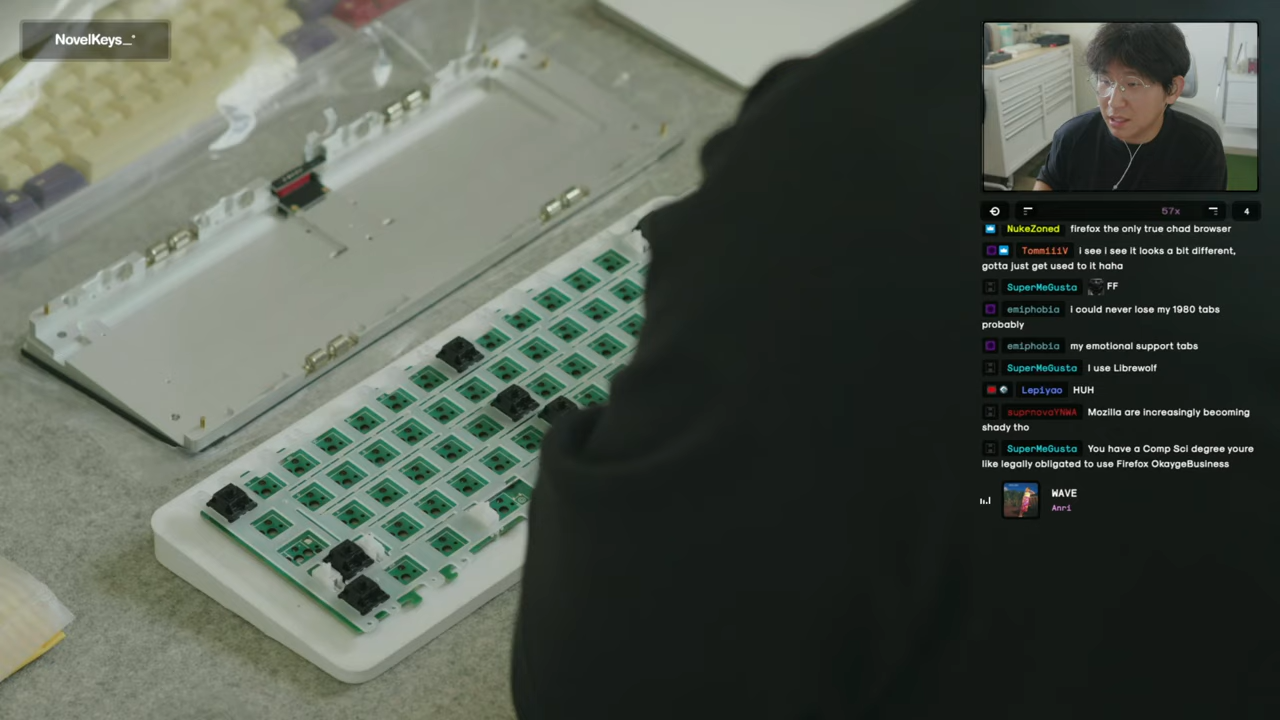 NovelKeys_*
57x
4
NukeZoned firefox the only true chad browser
TommiiiV i see i see it looks a bit different,
gotta just get used to it haha
SuperMeGusta FF
emiphobia i could never lose my 1980 tabs
probably
emiphobia my emotional support tabs
SuperMeGusta I use Librewolf
Lepiyao HUH
suprnovaYNWA Mozilla are increasingly becoming
shady tho
SuperMeGusta You have a Comp Sci degree youre
like legally obligated to use Firefox OkaygeBusiness
WAVE
Anri